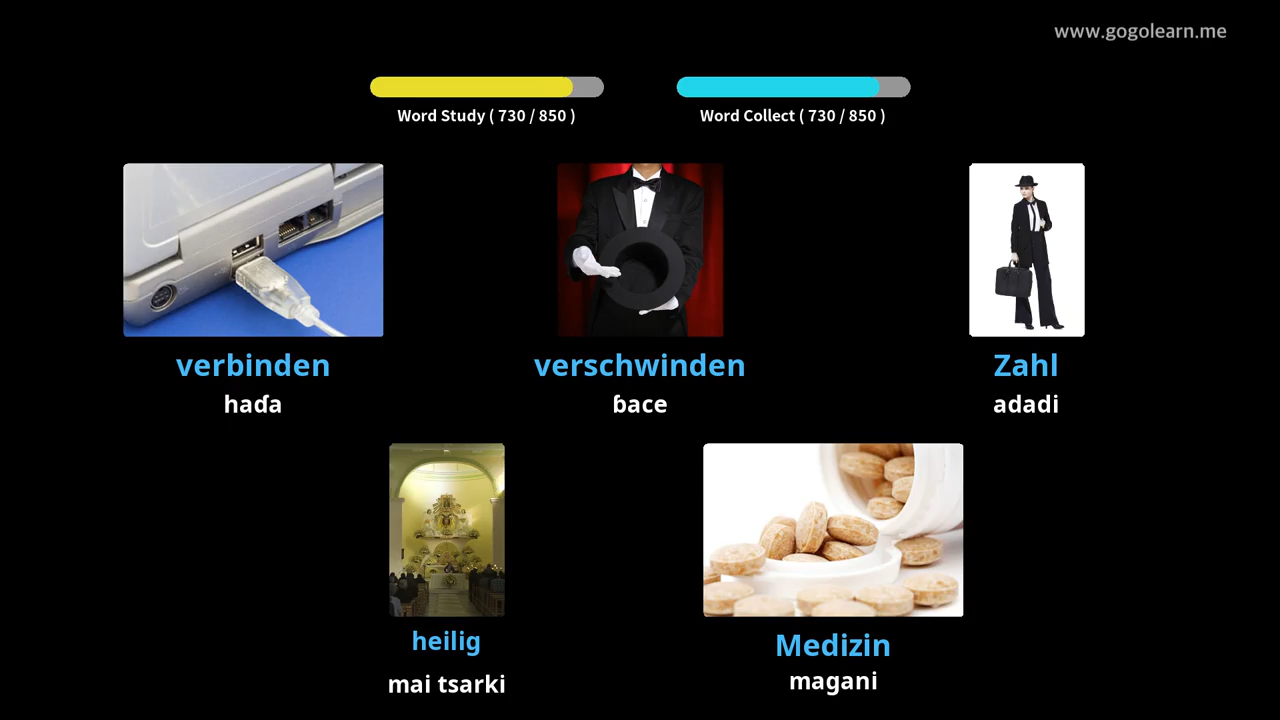 www.gogolearn.me
Word Study ( 730 / 850 )
Word Collect ( 730 / 850 )
verbinden
haɗa
verschwinden
ɓace
Zahl
adadi
heilig
mai tsarki
Medizin
magani